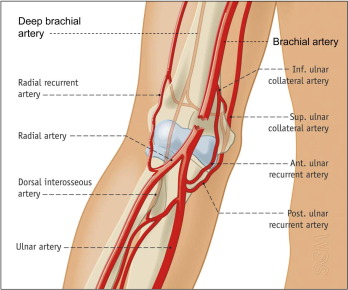 Deep brachial
artery
Brachial artery
Radial recurrent
artery
Inf. ulnar
collateral artery
Sup. ulnar
collateral artery
Radial artery
Ant. ulnar
recurrent artery
Dorsal interosseous
artery
Post. ulnar
recurrent artery
Ulnar artery